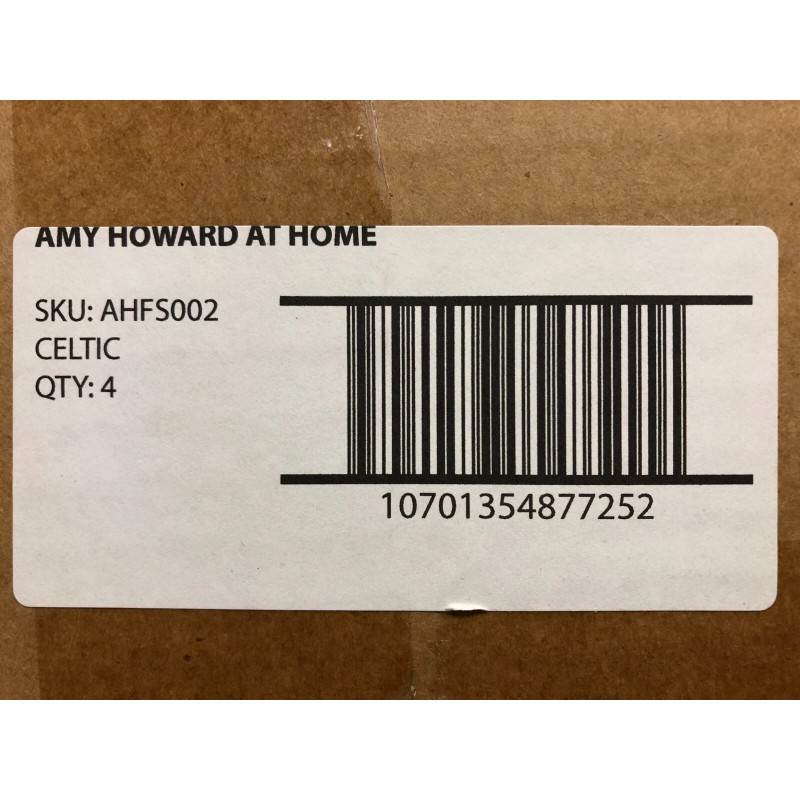 AMY HOWARD AT HOME
SKU: AHFS002
CELTIC
QTY: 4
10701354877252